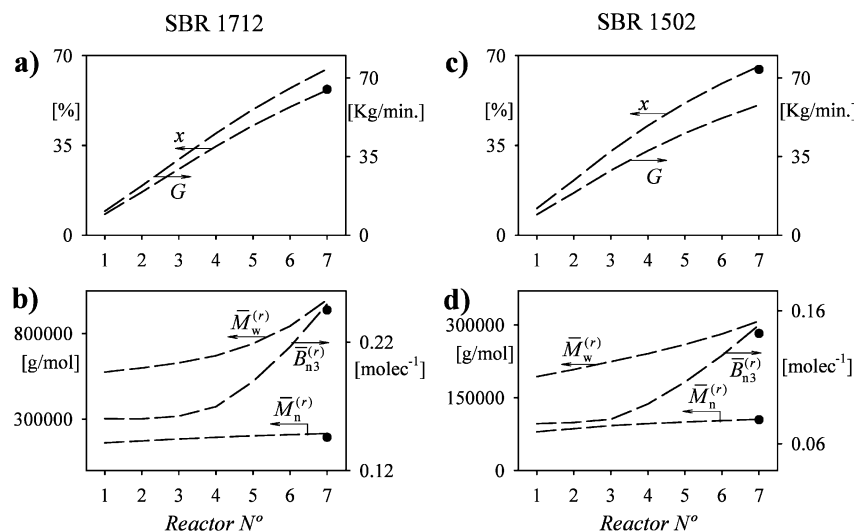 SBR 1712
SBR 1502
a)
70
[%]
35
0
x
G
70
[Kg/min.]
35
0
1 2 3 4 5 6 7
c)
70
[%]
35
0
x
G
70
[Kg/min.]
35
0
1 2 3 4 5 6 7
b)
800000
[g/mol]
300000
M̅w(r)
B̅n3(r)
M̅n(r)
0.22
[molec-1]
0.12
1 2 3 4 5 6 7
Reactor Nº
d)
300000
[g/mol]
150000
0
M̅w(r)
B̅n3(r)
M̅n(r)
0.16
[molec-1]
0.06
1 2 3 4 5 6 7
Reactor Nº